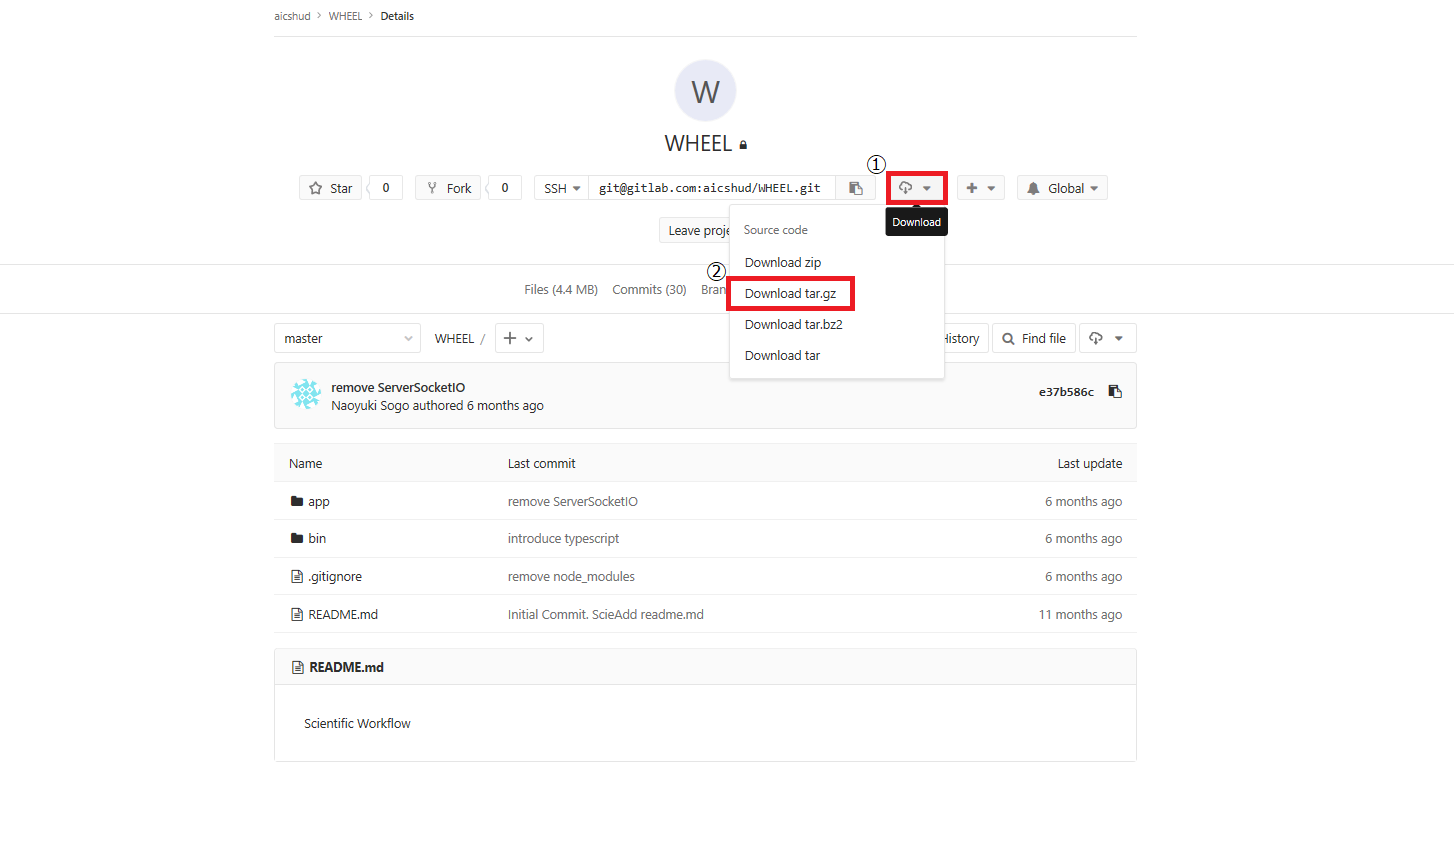 aicshud > WHEEL > Details
W
WHEEL
①
Star 0 Fork 0 SSH git@gitlab.com:aicshud/WHEEL.git Global
Download
Leave proje
Source code
Download zip
②
Files (4.4 MB) Commits (30) Bran
Download tar.gz
Download tar.bz2
Download tar
master WHEEL / History Find file
remove ServerSocketIO
Naoyuki Sogo authored 6 months ago
e37b586c
Name Last commit Last update
app remove ServerSocketIO 6 months ago
bin introduce typescript 6 months ago
.gitignore remove node_modules 6 months ago
README.md Initial Commit. ScieAdd readme.md 11 months ago
README.md
Scientific Workflow